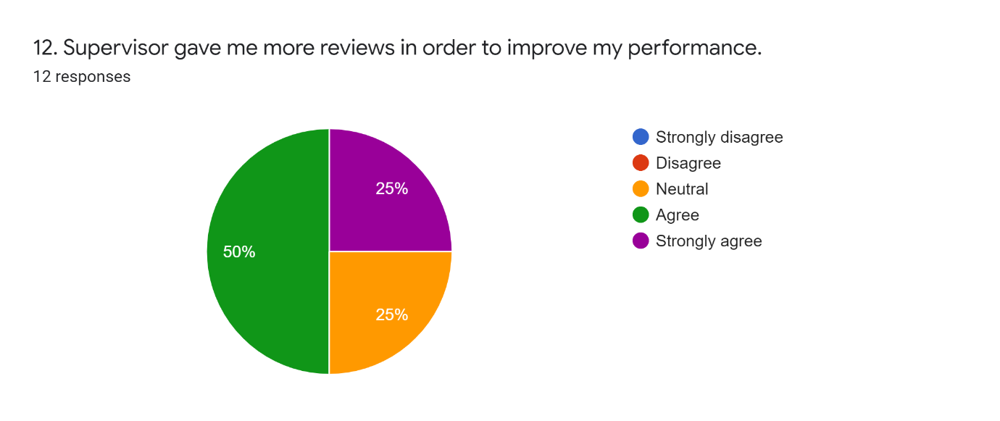 12. Supervisor gave me more reviews in order to improve my performance.
12 responses
25%
50%
25%
Strongly disagree
Disagree
Neutral
Agree
Strongly agree